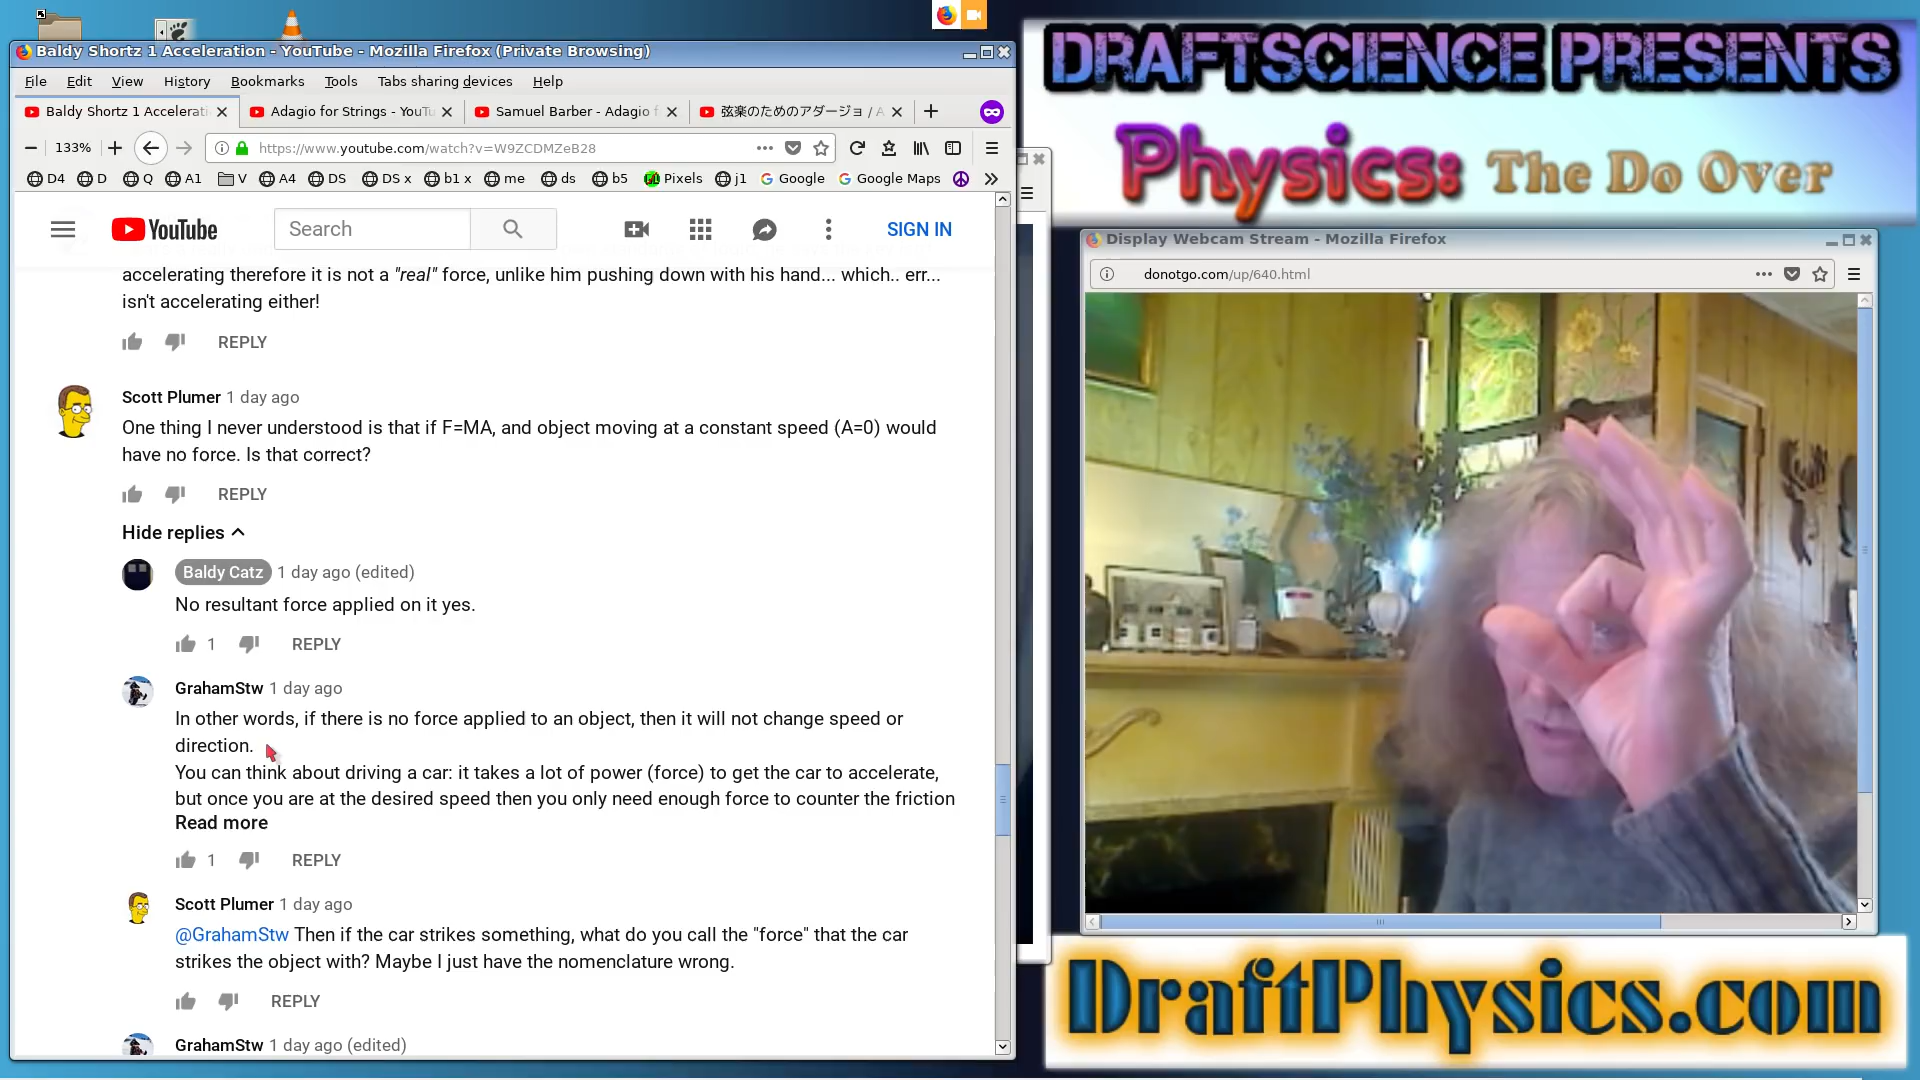 Baldy Shortz 1 Acceleration - YouTube - Mozilla Firefox (Private Browsing)
File Edit View History Bookmarks Tools Tabs sharing devices Help
Baldy Shortz 1 Accelerati
Adagio for Strings - YouTu
Samuel Barber - Adagio f
弦楽のためのアダージョ / A
133%
https://www.youtube.com/watch?v=W9ZCDMZeB28
D4 D Q A1 V A4 DS DS x b1 x me ds b5 Pixels j1 Google Google Maps
YouTube
Search
SIGN IN
accelerating therefore it is not a "real" force, unlike him pushing down with his hand... which.. err...
isn't accelerating either!
REPLY
Scott Plumer 1 day ago
One thing I never understood is that if F=MA, and object moving at a constant speed (A=0) would
have no force. Is that correct?
REPLY
Hide replies
Baldy Catz 1 day ago (edited)
No resultant force applied on it yes.
1 REPLY
GrahamStw 1 day ago
In other words, if there is no force applied to an object, then it will not change speed or
direction.
You can think about driving a car: it takes a lot of power (force) to get the car to accelerate,
but once you are at the desired speed then you only need enough force to counter the friction
Read more
1 REPLY
Scott Plumer 1 day ago
@GrahamStw Then if the car strikes something, what do you call the "force" that the car
strikes the object with? Maybe I just have the nomenclature wrong.
REPLY
GrahamStw 1 day ago (edited)
DRAFTSCIENCE PRESENTS
Physics: The Do Over
Display Webcam Stream - Mozilla Firefox
donotgo.com/up/640.html
DraftPhysics.com